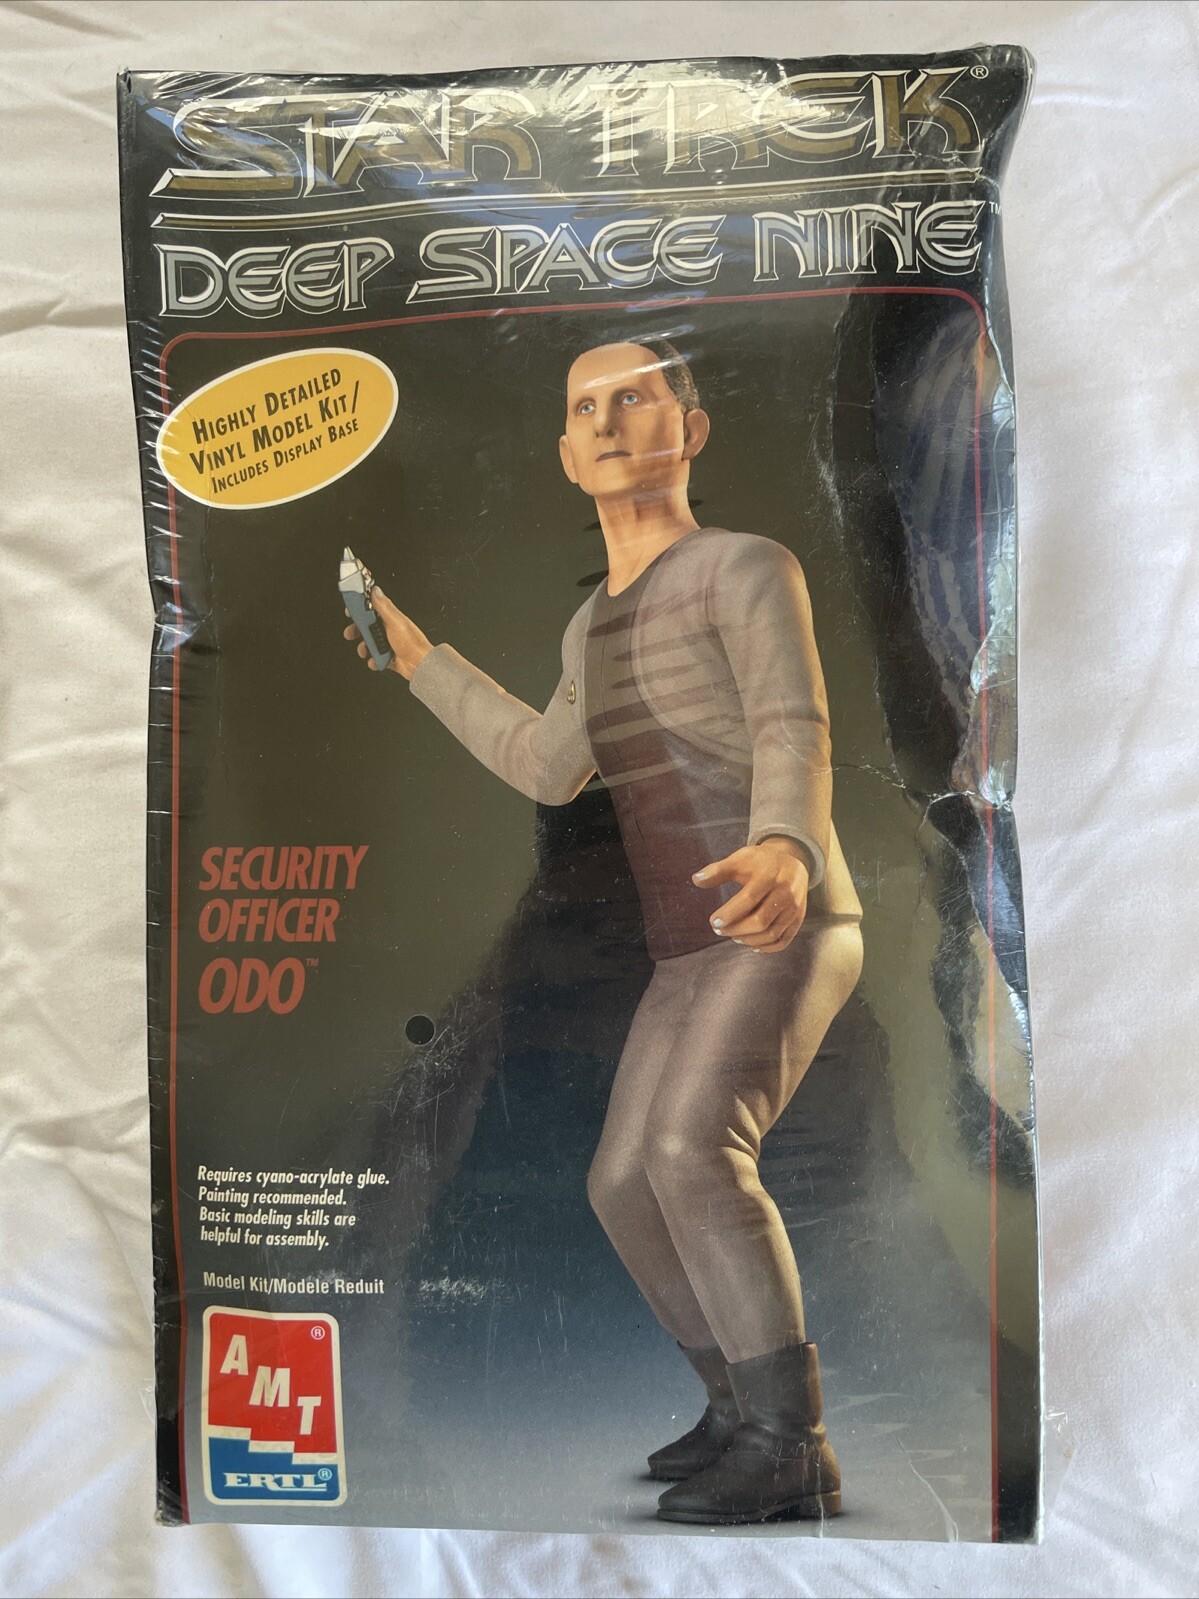 STAR TREK®
DEEP SPACE NINE™
HIGHLY DETAILED
VINYL MODEL KIT/
INCLUDES DISPLAY BASE
SECURITY
OFFICER
ODO™
Requires cyano-acrylate glue.
Painting recommended.
Basic modeling skills are
helpful for assembly.
Model Kit/Modele Reduit
AMT®
ERTL®